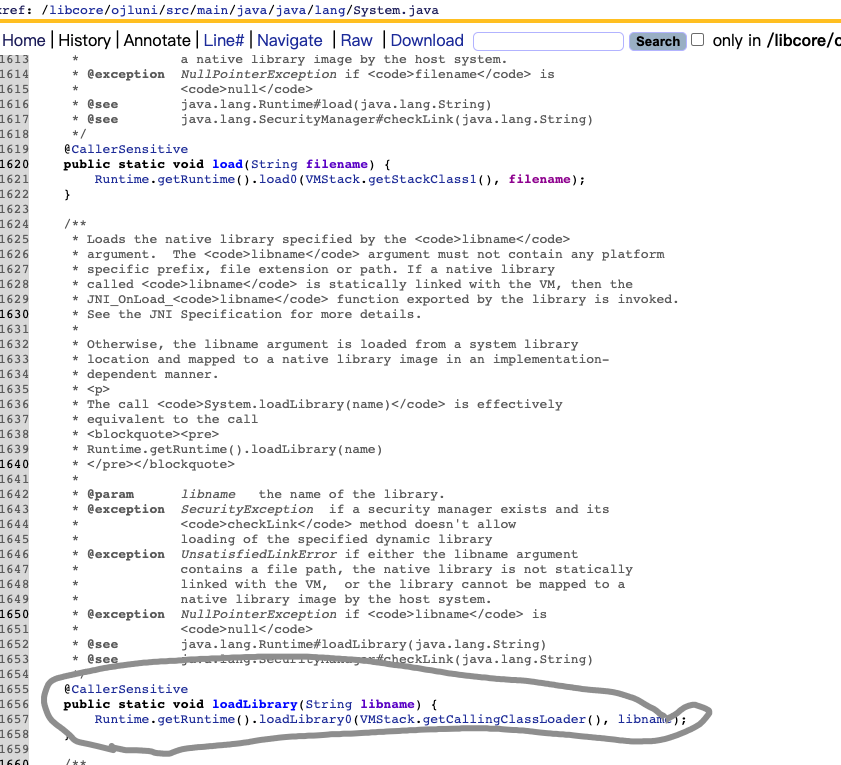 xref: /libcore/ojluni/src/main/java/java/lang/System.java
Home | History | Annotate | Line# | Navigate | Raw | Download Search only in /libcore/o
1613 * a native library image by the host system.
1614 * @exception NullPointerException if <code>filename</code> is
1615 * <code>null</code>
1616 * @see java.lang.Runtime#load(java.lang.String)
1617 * @see java.lang.SecurityManager#checkLink(java.lang.String)
1618 */
1619 @CallerSensitive
1620 public static void load(String filename) {
1621 Runtime.getRuntime().load0(VMStack.getStackClass1(), filename);
1622 }
1623
1624 /**
1625 * Loads the native library specified by the <code>libname</code>
1626 * argument. The <code>libname</code> argument must not contain any platform
1627 * specific prefix, file extension or path. If a native library
1628 * called <code>libname</code> is statically linked with the VM, then the
1629 * JNI_OnLoad_<code>libname</code> function exported by the library is invoked.
1630 * See the JNI Specification for more details.
1631 *
1632 * Otherwise, the libname argument is loaded from a system library
1633 * location and mapped to a native library image in an implementation-
1634 * dependent manner.
1635 * <p>
1636 * The call <code>System.loadLibrary(name)</code> is effectively
1637 * equivalent to the call
1638 * <blockquote><pre>
1639 * Runtime.getRuntime().loadLibrary(name)
1640 * </pre></blockquote>
1641 *
1642 * @param libname the name of the library.
1643 * @exception SecurityException if a security manager exists and its
1644 * <code>checkLink</code> method doesn't allow
1645 * loading of the specified dynamic library
1646 * @exception UnsatisfiedLinkError if either the libname argument
1647 * contains a file path, the native library is not statically
1648 * linked with the VM, or the library cannot be mapped to a
1649 * native library image by the host system.
1650 * @exception NullPointerException if <code>libname</code> is
1651 * <code>null</code>
1652 * @see java.lang.Runtime#loadLibrary(java.lang.String)
1653 * @see java.lang.SecurityManager#checkLink(java.lang.String)
1654 */
1655 @CallerSensitive
1656 public static void loadLibrary(String libname) {
1657 Runtime.getRuntime().loadLibrary0(VMStack.getCallingClassLoader(), libname);
1658 }
1659
1660 /**